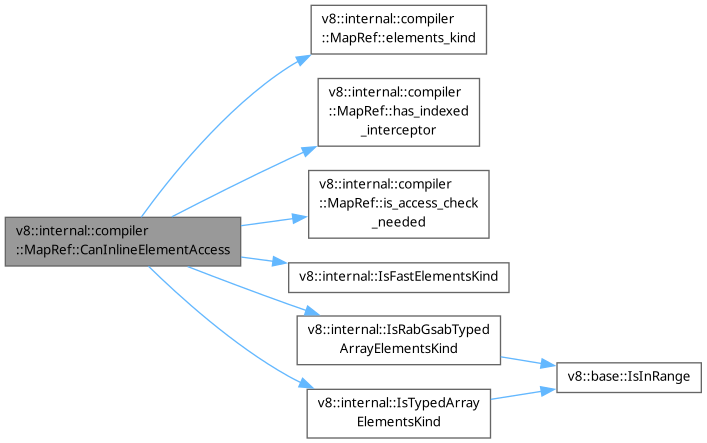 v8::internal::compiler
::MapRef::elements_kind
v8::internal::compiler
::MapRef::has_indexed
_interceptor
v8::internal::compiler
::MapRef::is_access_check
_needed
v8::internal::compiler
::MapRef::CanInlineElementAccess
v8::internal::IsFastElementsKind
v8::internal::IsRabGsabTyped
ArrayElementsKind
v8::base::IsInRange
v8::internal::IsTypedArray
ElementsKind